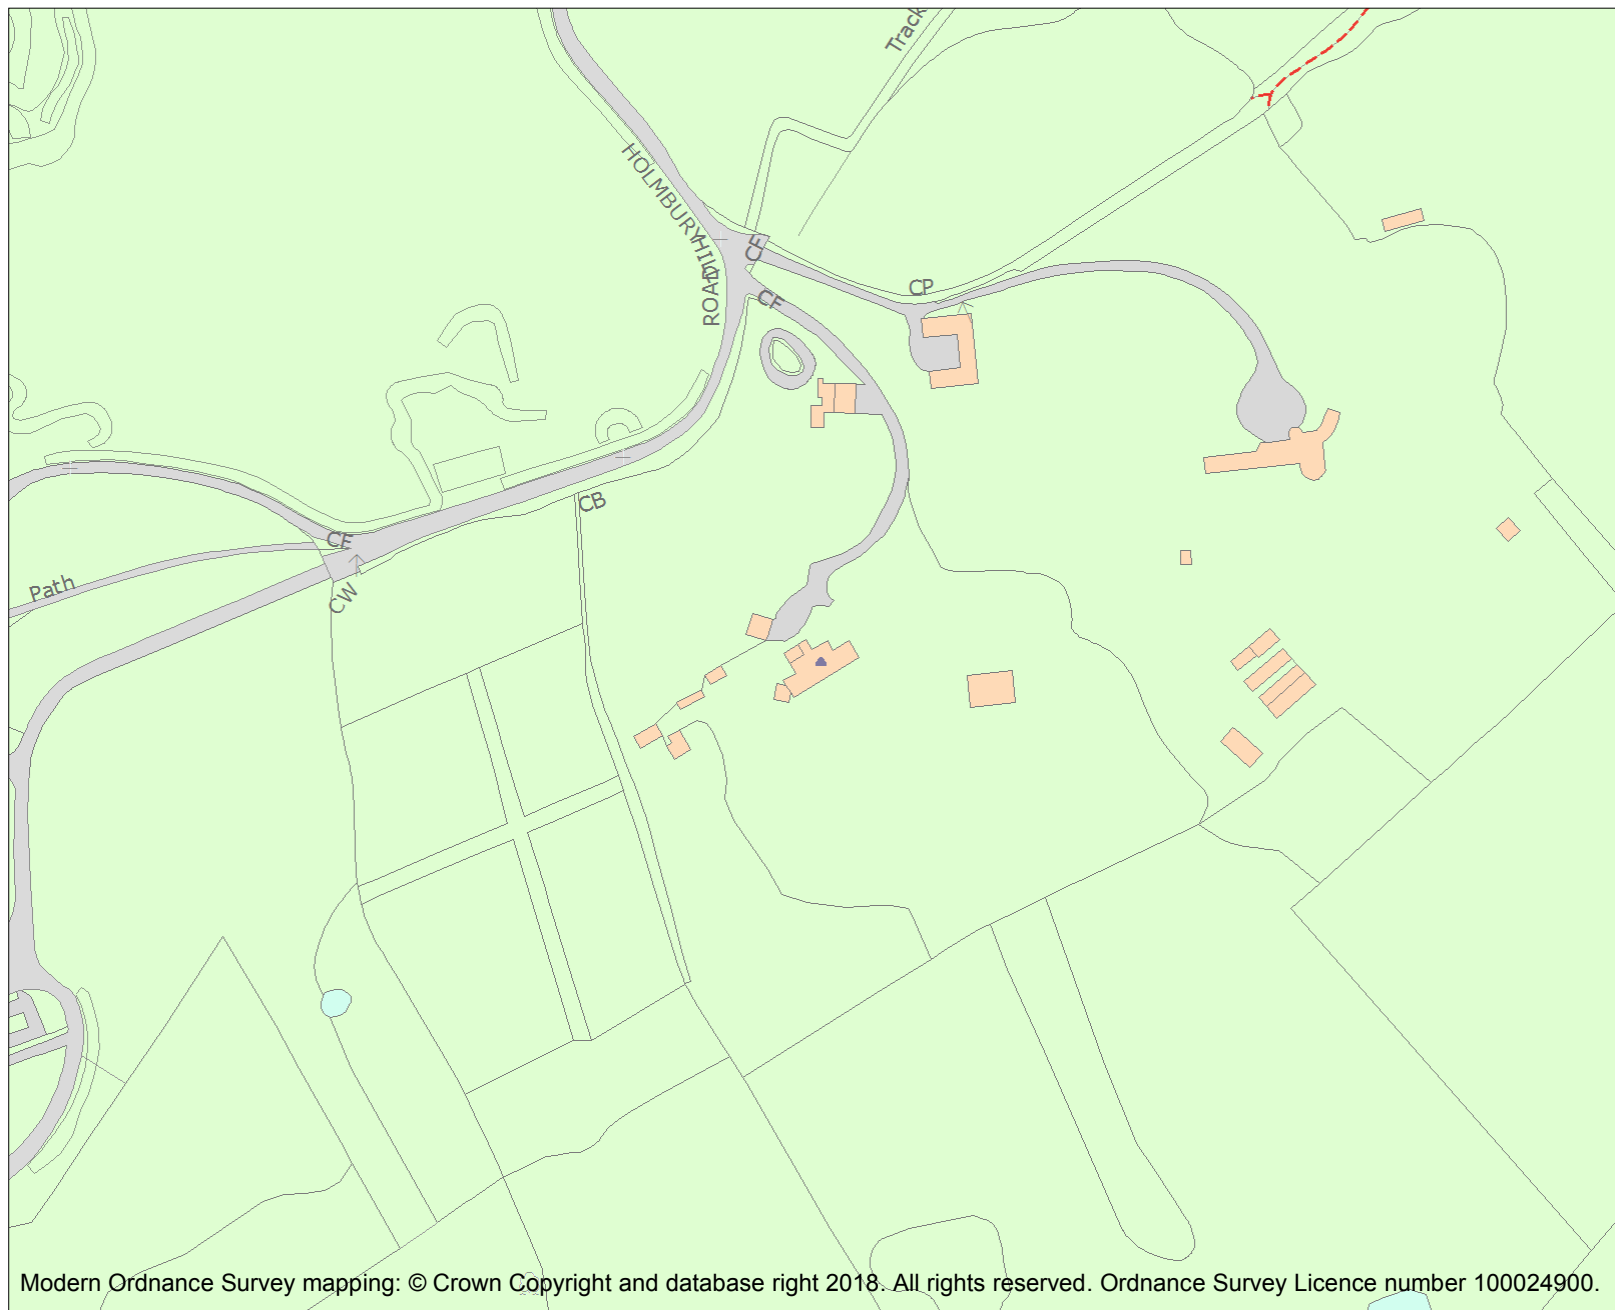 Track
HOLMBURY HILL
ROAD
CF
CF
CP
CB
CF
CW
Path
Modern Ordnance Survey mapping: © Crown Copyright and database right 2018. All rights reserved. Ordnance Survey Licence number 100024900.